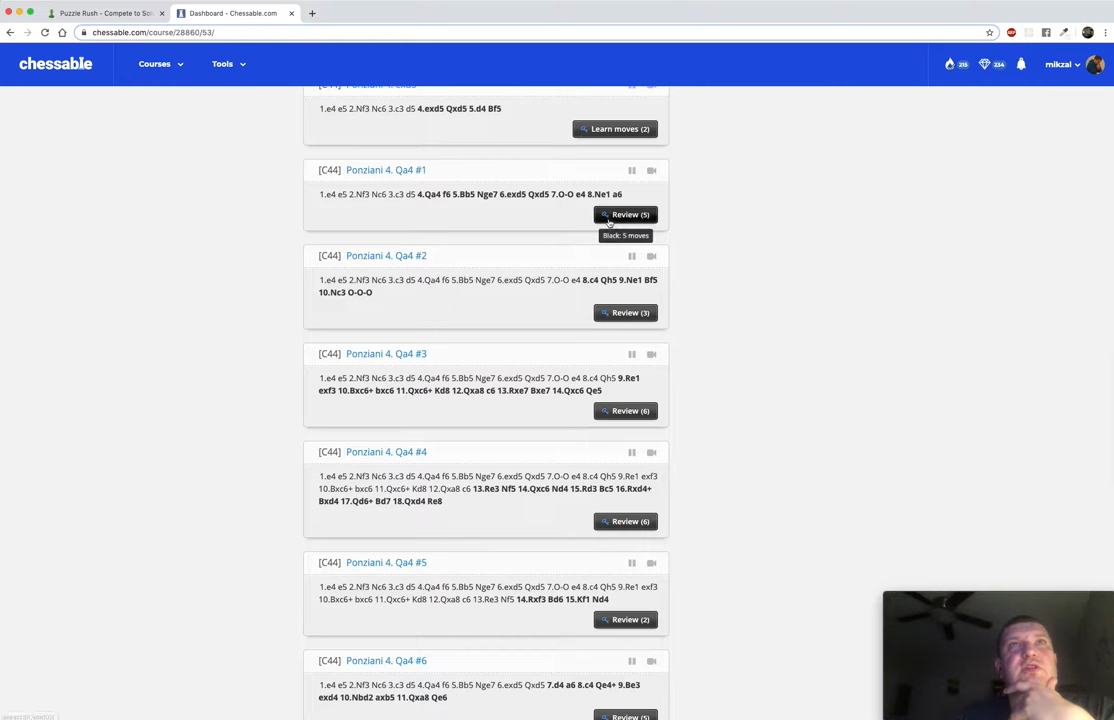 Puzzle Rush - Compete to Sol
Dashboard - Chessable.com
chessable.com/course/28860/53/
chessable
Courses
Tools
215
234
mikzal
1.e4 e5 2.Nf3 Nc6 3.c3 d5 4.exd5 Qxd5 5.d4 Bf5
Learn moves (2)
[C44] Ponziani 4. Qa4 #1
1.e4 e5 2.Nf3 Nc6 3.c3 d5 4.Qa4 f6 5.Bb5 Nge7 6.exd5 Qxd5 7.O-O e4 8.Ne1 a6
Review (5)
Black: 5 moves
[C44] Ponziani 4. Qa4 #2
1.e4 e5 2.Nf3 Nc6 3.c3 d5 4.Qa4 f6 5.Bb5 Nge7 6.exd5 Qxd5 7.O-O e4 8.c4 Qh5 9.Ne1 Bf5
10.Nc3 O-O-O
Review (3)
[C44] Ponziani 4. Qa4 #3
1.e4 e5 2.Nf3 Nc6 3.c3 d5 4.Qa4 f6 5.Bb5 Nge7 6.exd5 Qxd5 7.O-O e4 8.c4 Qh5 9.Re1
exf3 10.Bxc6+ bxc6 11.Qxc6+ Kd8 12.Qxa8 c6 13.Rxe7 Bxe7 14.Qxc6 Qe5
Review (6)
[C44] Ponziani 4. Qa4 #4
1.e4 e5 2.Nf3 Nc6 3.c3 d5 4.Qa4 f6 5.Bb5 Nge7 6.exd5 Qxd5 7.O-O e4 8.c4 Qh5 9.Re1 exf3
10.Bxc6+ bxc6 11.Qxc6+ Kd8 12.Qxa8 c6 13.Re3 Nf5 14.Qxc6 Nd4 15.Rd3 Bc5 16.Rxd4+
Bxd4 17.Qd6+ Bd7 18.Qxd4 Re8
Review (6)
[C44] Ponziani 4. Qa4 #5
1.e4 e5 2.Nf3 Nc6 3.c3 d5 4.Qa4 f6 5.Bb5 Nge7 6.exd5 Qxd5 7.O-O e4 8.c4 Qh5 9.Re1 exf3
10.Bxc6+ bxc6 11.Qxc6+ Kd8 12.Qxa8 c6 13.Re3 Nf5 14.Rxf3 Bd6 15.Kf1 Nd4
Review (2)
[C44] Ponziani 4. Qa4 #6
1.e4 e5 2.Nf3 Nc6 3.c3 d5 4.Qa4 f6 5.Bb5 Nge7 6.exd5 Qxd5 7.d4 a6 8.c4 Qe4+ 9.Be3
exd4 10.Nbd2 axb5 11.Qxa8 Qe6
Review (5)